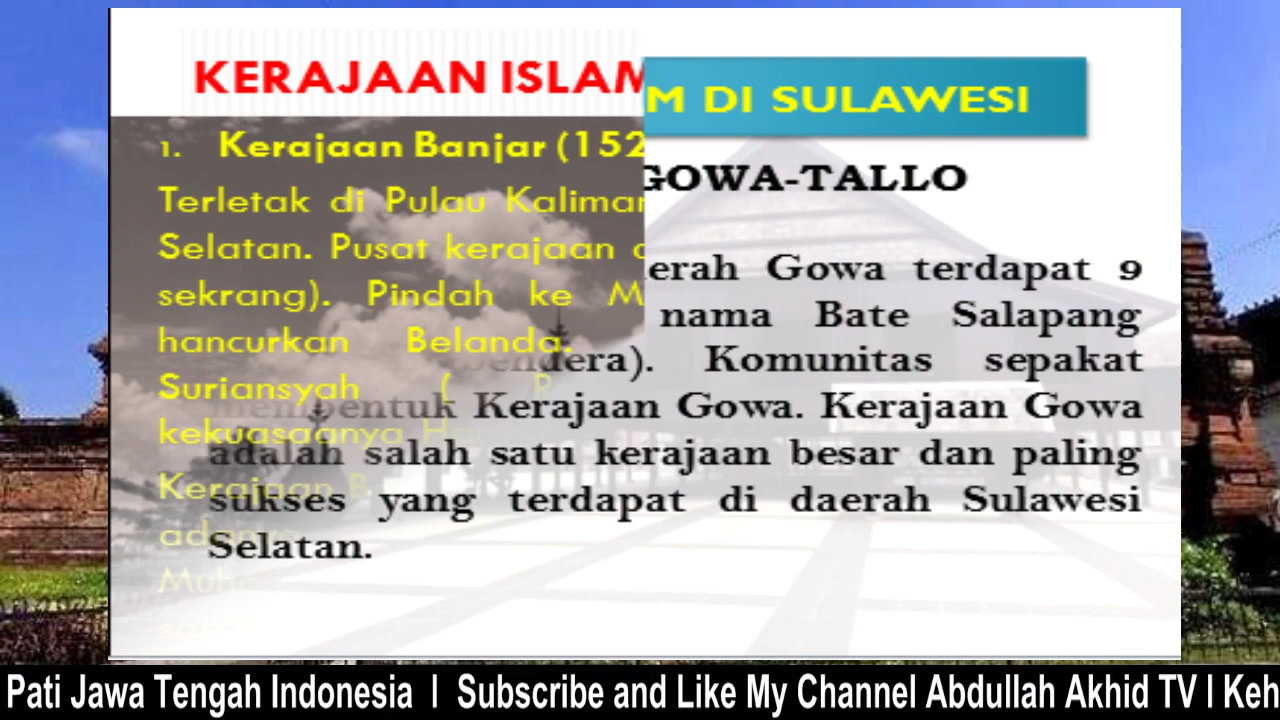 KERAJAAN ISLAM DI SULAWESI
1. Kerajaan Banjar (152
GOWA-TALLO
Terletak di Pulau
Selatan. Pusat kerajaan
erah Gowa terdapat 9
sekrang). Pindah ke M
nama Bate Salapang
hancurkan Belanda.
bendera). Komunitas sepakat
Suriansyah ( P
membentuk Kerajaan Gowa. Kerajaan Gowa
kekuasaanya H
adalah salah satu kerajaan besar dan paling
Kerajaan B
sukses yang terdapat di daerah Sulawesi
Selatan.
Pati Jawa Tengah Indonesia I Subscribe and Like My Channel Abdullah Akhid TV I Keh